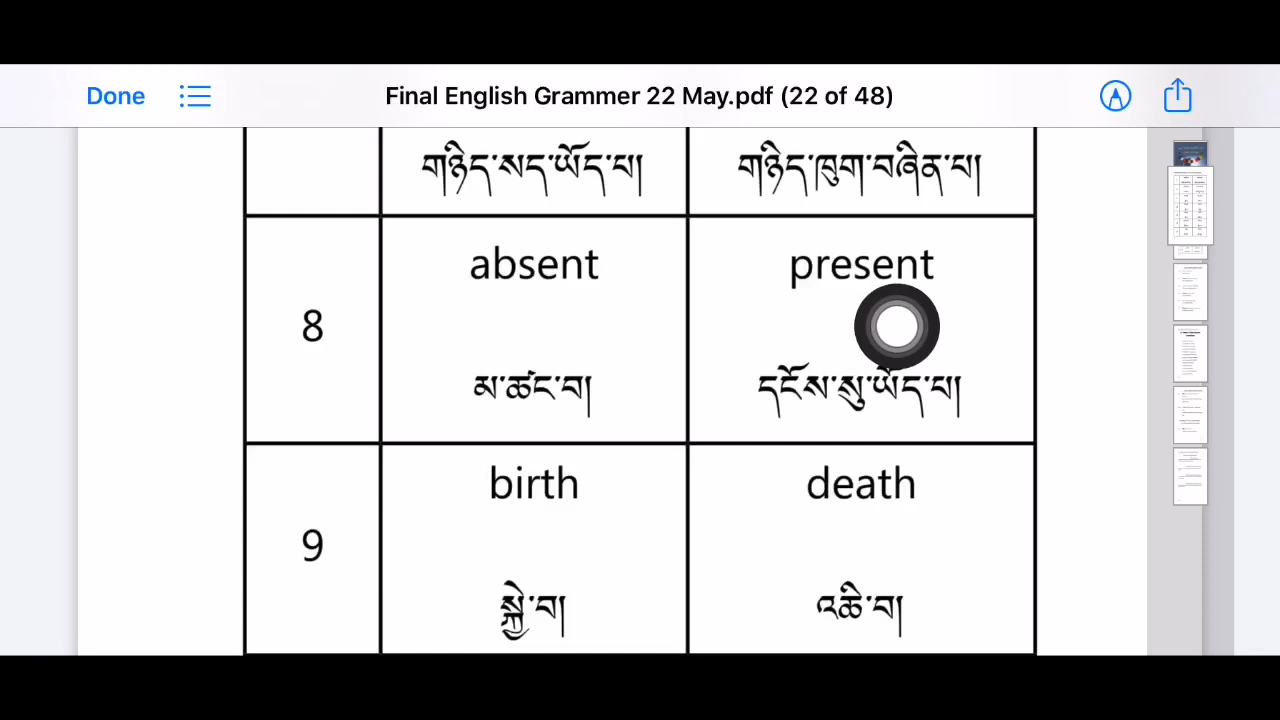 Done
Final English Grammer 22 May.pdf (22 of 48)
གཉིད་སད་ཡོད་པ། གཉིད་ཁུག་བཞིན་པ།
absent present
8
མ་ཚང་བ། དངོས་སུ་ཡོད་པ།
birth death
9
སྐྱེ་བ། འཆི་བ།